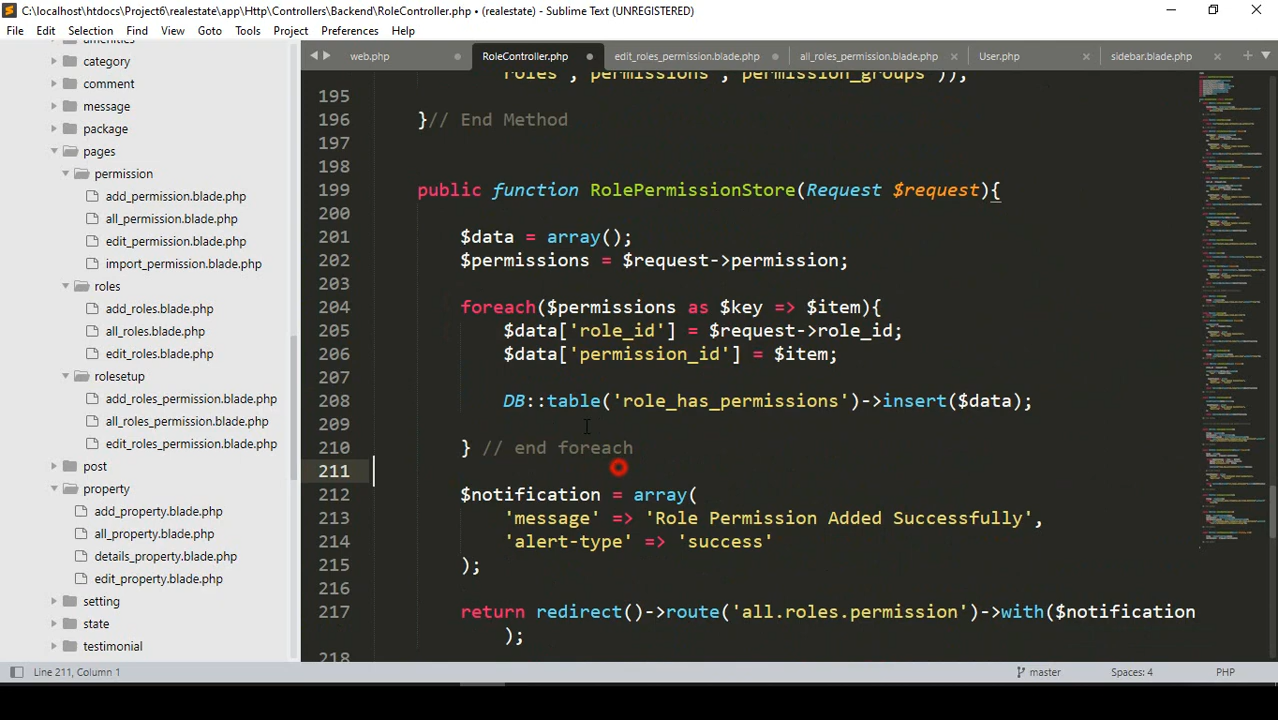 C:\localhost\htdocs\Project6\realestate\app\Http\Controllers\Backend\RoleController.php • (realestate) - Sublime Text (UNREGISTERED)
File Edit Selection Find View Goto Tools Project Preferences Help
web.php RoleController.php edit_roles_permission.blade.php all_roles_permission.blade.php User.php sidebar.blade.php
amenities
category
comment
message
package
pages
permission
add_permission.blade.php
all_permission.blade.php
edit_permission.blade.php
import_permission.blade.php
roles
add_roles.blade.php
all_roles.blade.php
edit_roles.blade.php
rolesetup
add_roles_permission.php
all_roles_permission.php
edit_roles_permission.php
post
property
add_property.blade.php
all_property.blade.php
details_property.blade.php
edit_property.blade.php
setting
state
testimonial
'roles','permissions','permission_groups'));
195
196 }// End Method
197
198
199 public function RolePermissionStore(Request $request){
200
201 $data = array();
202 $permissions = $request->permission;
203
204 foreach($permissions as $key => $item){
205 $data['role_id'] = $request->role_id;
206 $data['permission_id'] = $item;
207
208 DB::table('role_has_permissions')->insert($data);
209
210 } // end foreach
211
212 $notification = array(
213 'message' => 'Role Permission Added Successfully',
214 'alert-type' => 'success'
215 );
216
217 return redirect()->route('all.roles.permission')->with($notification
);
218
Line 211, Column 1 master Spaces: 4 PHP